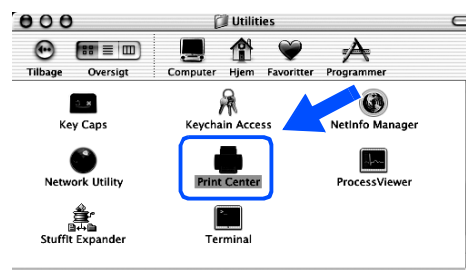 Utilities
Tilbage Oversigt Computer Hjem Favoritter Programmer
Key Caps Keychain Access NetInfo Manager
Network Utility Print Center ProcessViewer
StuffIt Expander Terminal